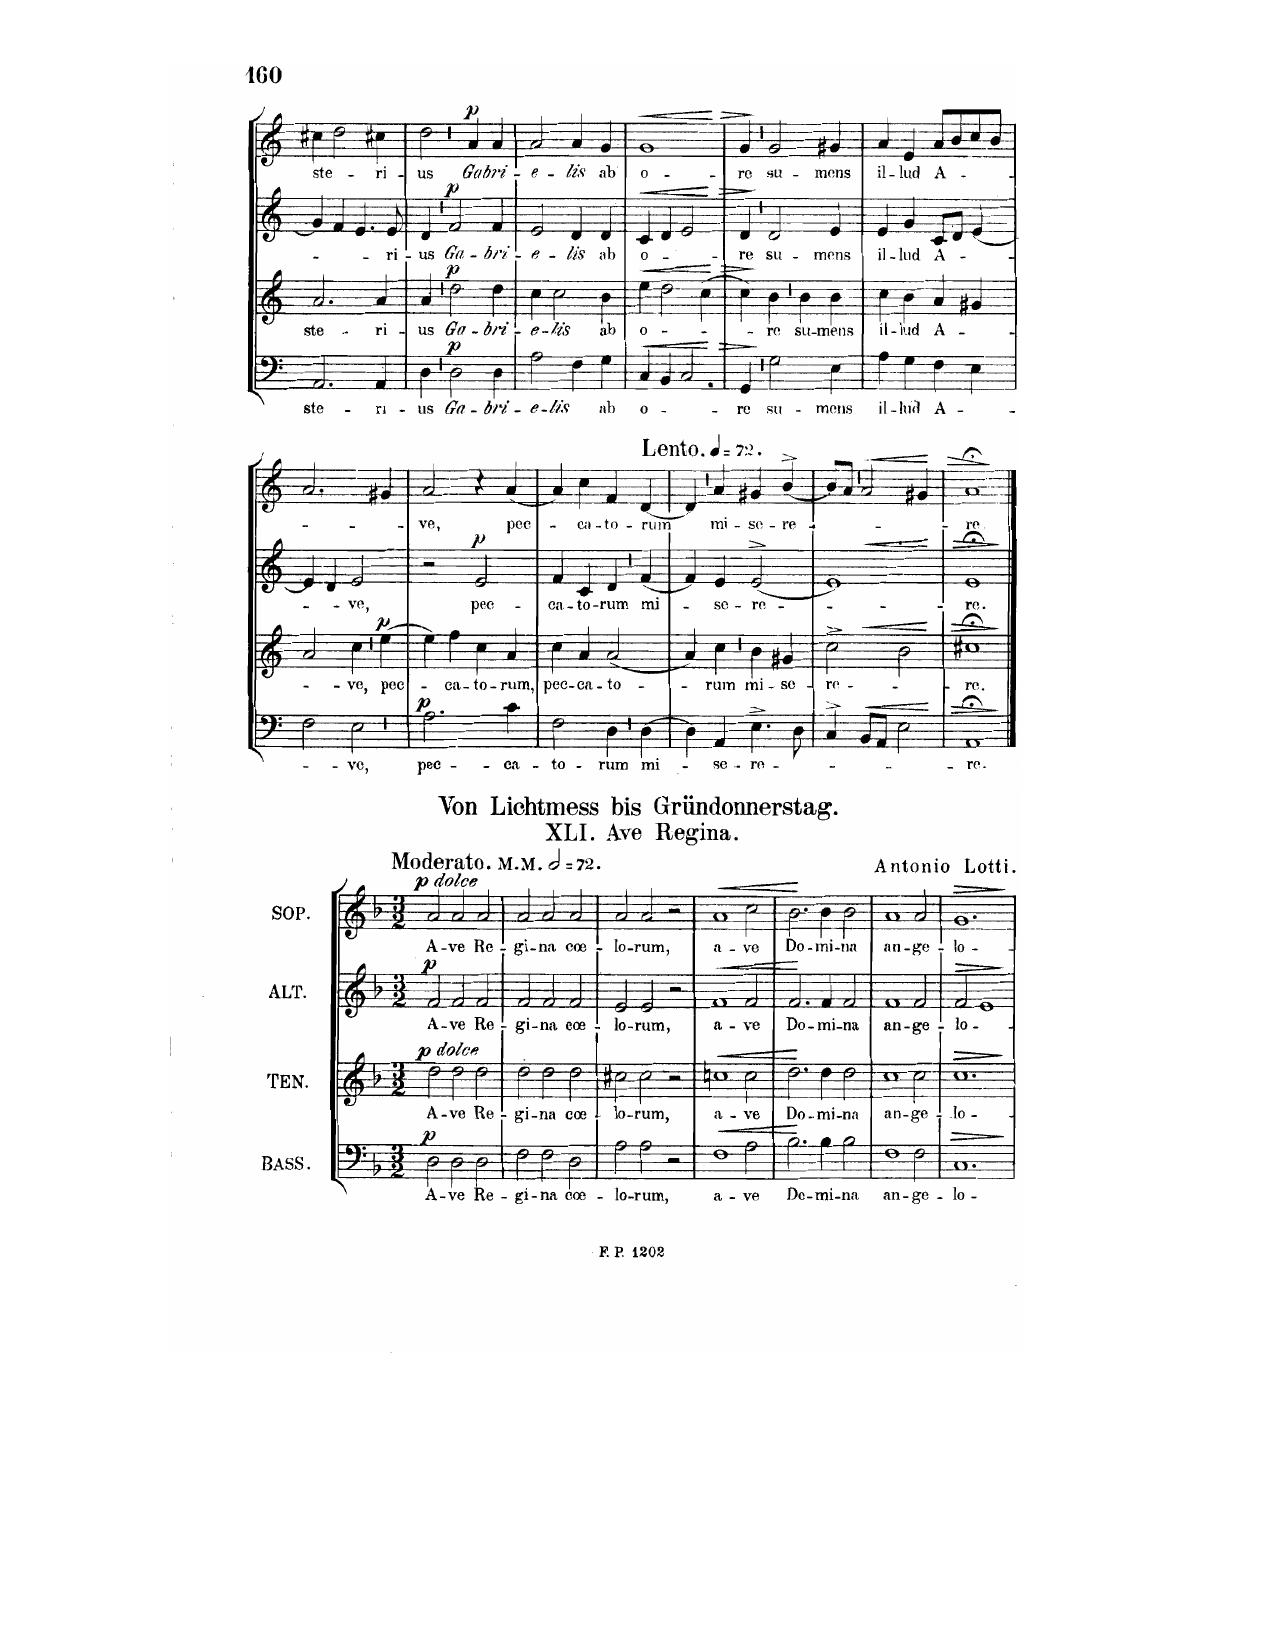 160
p
ste - ri - us Gabri - e - lis ab o - re su - mens il-lud A -
p
ri - us Ga - bri - e - lis ab o - re su - mens il-lud A -
p
ste - ri - us Ga - bri - e - lis ab o - re su-mens il-lud A -
p
ste - ri - us Ga - bri - e - lis ab o - re su - mens il-lud A -
Lento. ♩ = 72.
ve, pec - ca - to - rum mi - se - re - re.
p
ve, pec - ca - to - rum mi - se - re - re.
p
ve, pec - ca - to - rum, pec - ca - to - rum mi - se - re - re.
p
ve, pec - ca - to - rum mi - se - re - re.
Von Lichtmess bis Gründonnerstag.
XLI. Ave Regina.
Moderato. M.M. 𝅗𝅥 = 72.
Antonio Lotti.
p dolce
SOP.
A - ve Re - gi - na cœ - lo - rum, a - ve Do - mi - na an - ge - lo -
p
ALT.
A - ve Re - gi - na cœ - lo - rum, a - ve Do - mi - na an - ge - lo -
p dolce
TEN.
A - ve Re - gi - na cœ - lo - rum, a - ve Do - mi - na an - ge - lo -
p
BASS.
A - ve Re - gi - na cœ - lo - rum, a - ve Do - mi - na an - ge - lo -
F. P. 1202